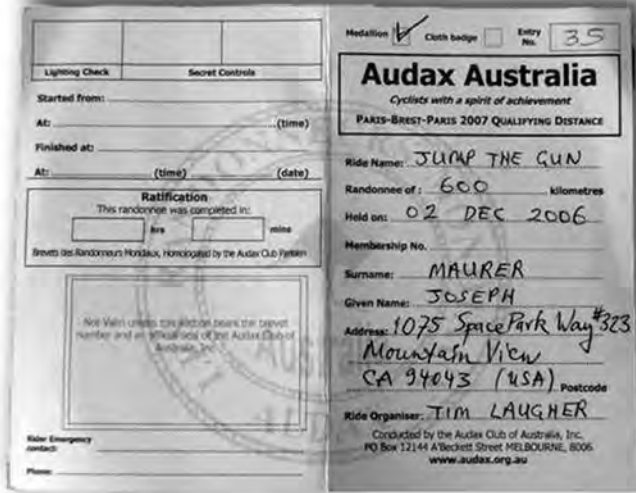 Lighting Check Secret Controls
Started from:
At: (time)
Finished at:
At: (time) (date)
Ratification
This randonnee was completed in:
hrs mins
Brevets des Randonneurs Mondiaux, Homologated by the Audax Club Parisien
Not Valid unless this section bears the brevet
number and an official seal of the Audax Club of
Australia, Inc.
Rider Emergency
contact:
Phone:
Medallion Cloth badge Entry No. 35
Audax Australia
Cyclists with a spirit of achievement
PARIS-BREST-PARIS 2007 QUALIFYING DISTANCE
Ride Name: JUMP THE GUN
Randonnee of : 600 kilometres
Held on: 02 DEC 2006
Membership No.
Surname: MAURER
Given Name: JOSEPH
Address: 1075 Space Park Way #323
Mountain View
CA 94043 (USA) Postcode
Ride Organiser: TIM LAUGHER
Conducted by the Audax Club of Australia, Inc.
PO Box 12144 A'Beckett Street MELBOURNE, 8006
www.audax.org.au